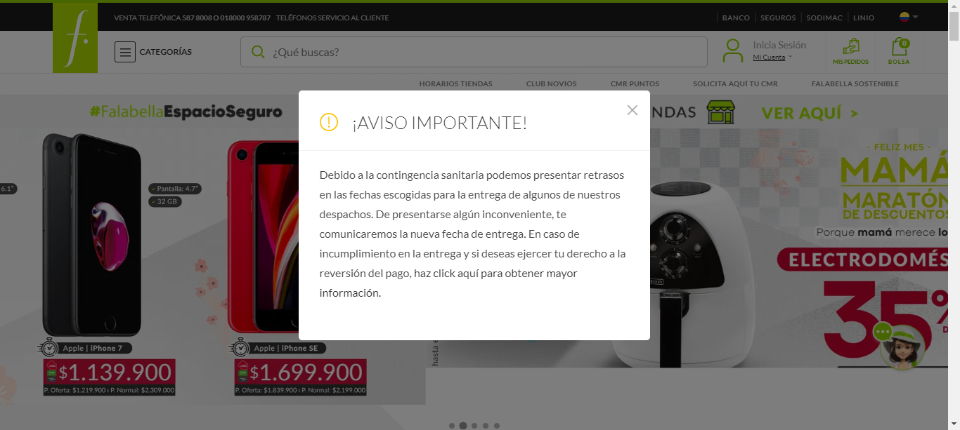 VENTA TELEFÓNICA 587 8000 O 018000 958787 TELÉFONOS SERVICIO AL CLIENTE
BANCO SEGUROS SODIMAC LINIO
f.
CATEGORÍAS
¿Qué buscas?
Inicia Sesión
Mi Cuenta
MIS PEDIDOS
0
BOLSA
HORARIOS TIENDAS CLUB NOVIOS CMR PUNTOS SOLICITA AQUÍ TU CMR FALABELLA SOSTENIBLE
#FalabellaEspacioSeguro
NDAS
VER AQUÍ >
¡AVISO IMPORTANTE!
Debido a la contingencia sanitaria podemos presentar retrasos
en las fechas escogidas para la entrega de algunos de nuestros
despachos. De presentarse algún inconveniente, te
comunicaremos la nueva fecha de entrega. En caso de
incumplimiento en la entrega y si deseas ejercer tu derecho a la
reversión del pago, haz click aquí para obtener mayor
información.
6.1"
- Pantalla: 4.7"
- 32 GB
Apple | iPhone 7
$1.139.900
P. Oferta: $1.219.900 I P. Normal: $2.309.000
Apple | iPhone SE
$1.699.900
P. Oferta: $1.839.900 I P. Normal: $2.199.000
FELIZ MES
MAMÁ
MARATÓN
DE DESCUENTOS
Porque mamá merece lo
ELECTRODOMÉS
hasta e
35%
D